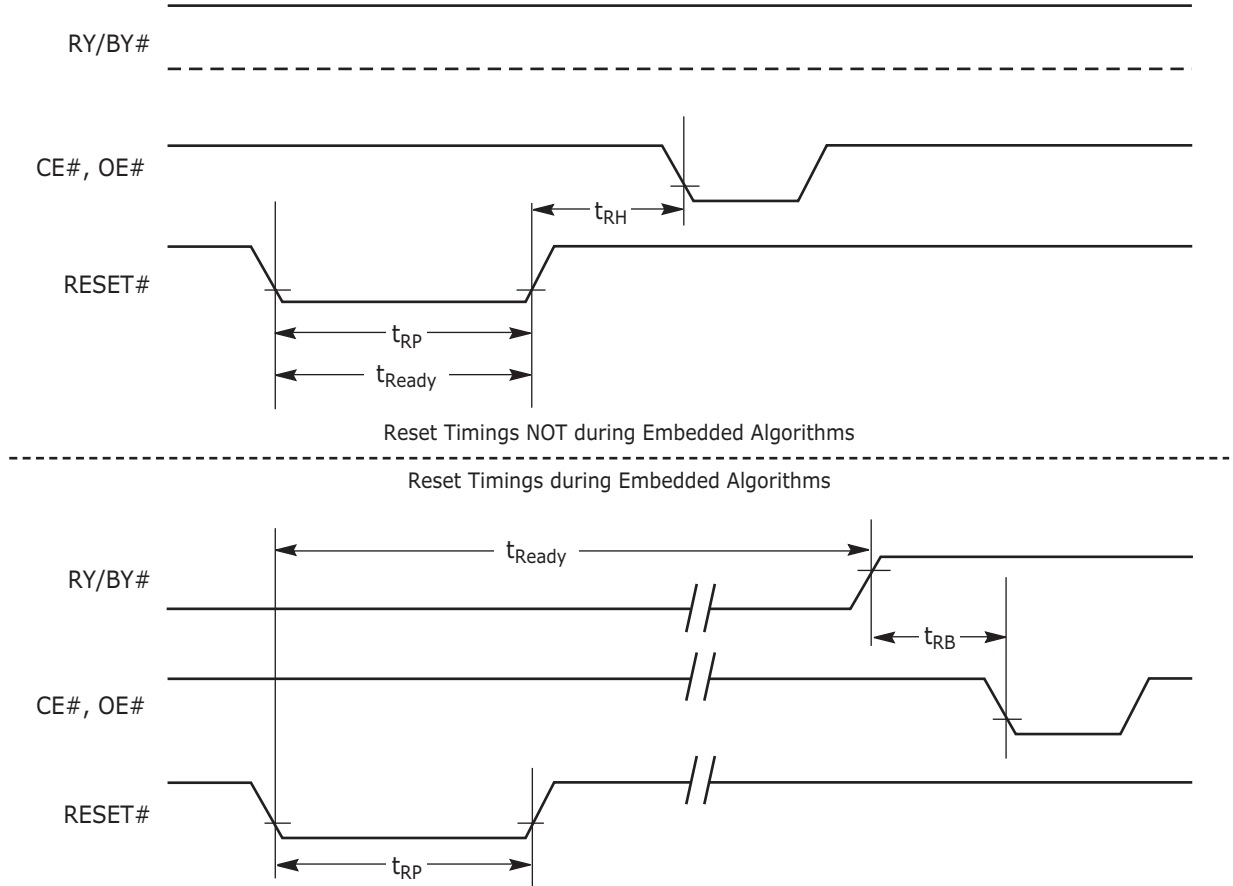 RY/BY#
CE#, OE#
tRH
RESET#
tRP
tReady
Reset Timings NOT during Embedded Algorithms
Reset Timings during Embedded Algorithms
tReady
RY/BY#
tRB
CE#, OE#
RESET#
tRP